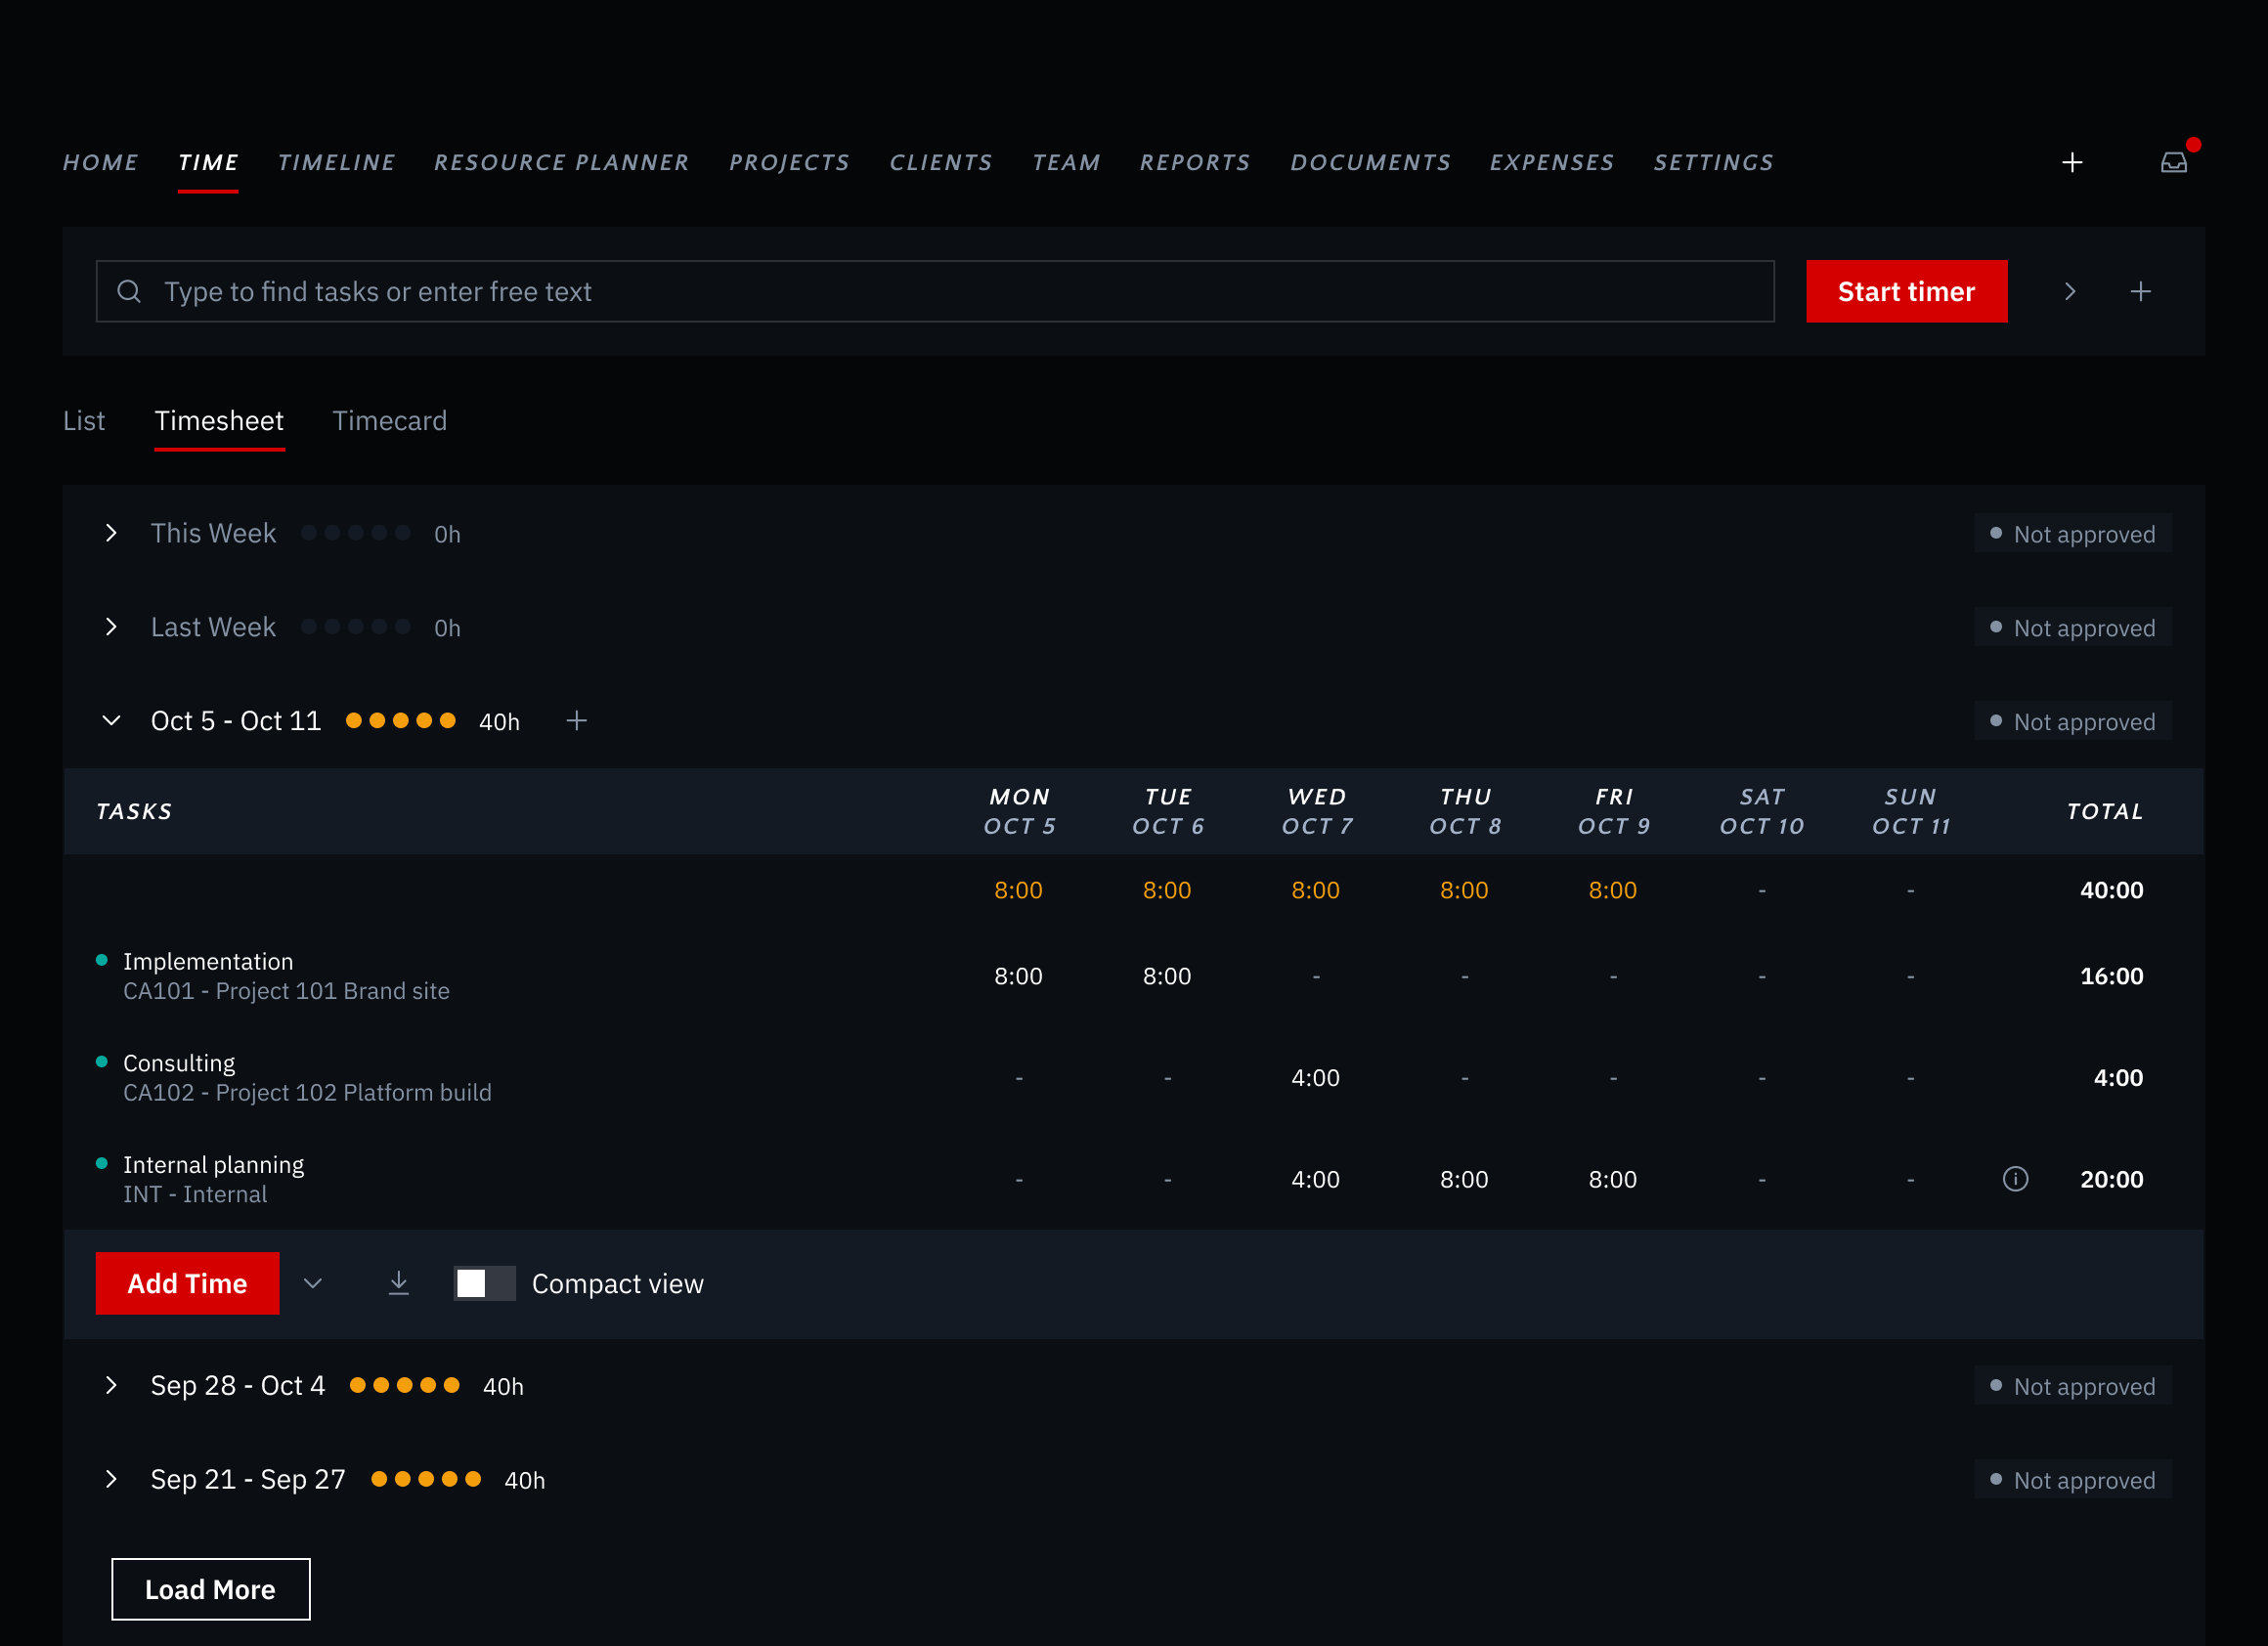 HOME TIME TIMELINE RESOURCE PLANNER PROJECTS CLIENTS TEAM REPORTS DOCUMENTS EXPENSES SETTINGS
Type to find tasks or enter free text Start timer
List Timesheet Timecard
This Week 0h Not approved
Last Week 0h Not approved
Oct 5 - Oct 11 40h Not approved
TASKS MON TUE WED THU FRI SAT SUN TOTAL
OCT 5 OCT 6 OCT 7 OCT 8 OCT 9 OCT 10 OCT 11
8:00 8:00 8:00 8:00 8:00 - - 40:00
Implementation
CA101 - Project 101 Brand site
8:00 8:00 - - - - - 16:00
Consulting
CA102 - Project 102 Platform build
- - 4:00 - - - - 4:00
Internal planning
INT - Internal
- - 4:00 8:00 8:00 - - 20:00
Add Time Compact view
Sep 28 - Oct 4 40h Not approved
Sep 21 - Sep 27 40h Not approved
Load More